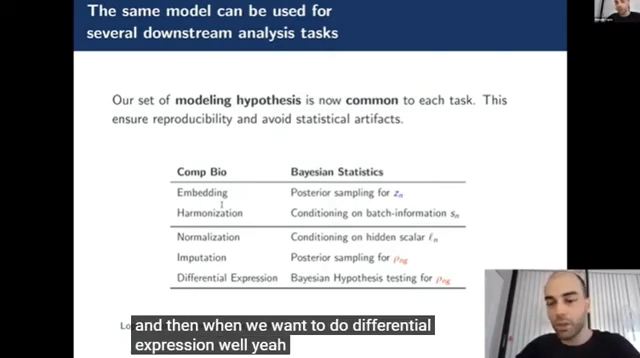 The same model can be used for
several downstream analysis tasks
Our set of modeling hypothesis is now common to each task. This
ensure reproducibility and avoid statistical artifacts.
Comp Bio Bayesian Statistics
Embedding Posterior sampling for zₙ
Harmonization Conditioning on batch-information sₙ
Normalization Conditioning on hidden scalar ℓₙ
Imputation Posterior sampling for ρₙg
Differential Expression Bayesian Hypothesis testing for ρₙg
Lo
and then when we want to do differential
expression well yeah